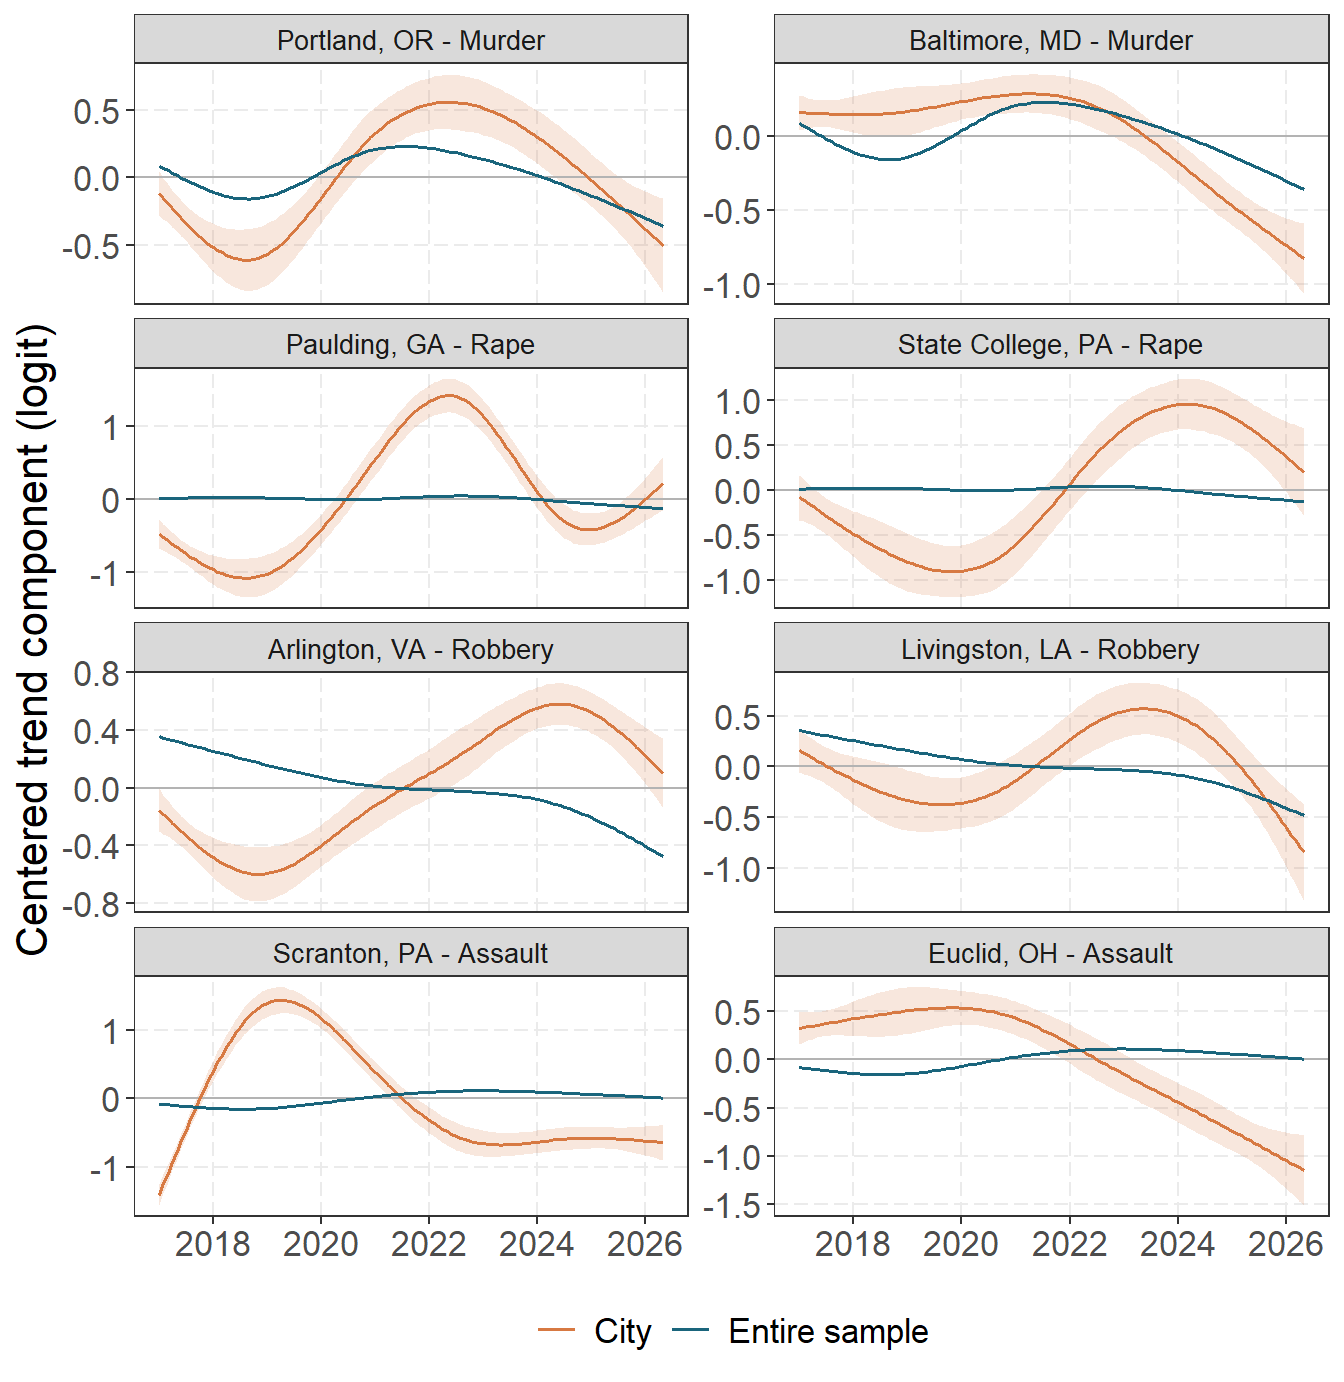 Centered trend component (logit)
Portland, OR - Murder
0.5
0.0
-0.5
Baltimore, MD - Murder
0.0
-0.5
-1.0
Paulding, GA - Rape
1
0
-1
State College, PA - Rape
1.0
0.5
0.0
-0.5
-1.0
Arlington, VA - Robbery
0.8
0.4
0.0
-0.4
-0.8
Livingston, LA - Robbery
0.5
0.0
-0.5
-1.0
Scranton, PA - Assault
1
0
-1
2018 2020 2022 2024 2026
Euclid, OH - Assault
0.5
0.0
-0.5
-1.0
-1.5
2018 2020 2022 2024 2026
City Entire sample